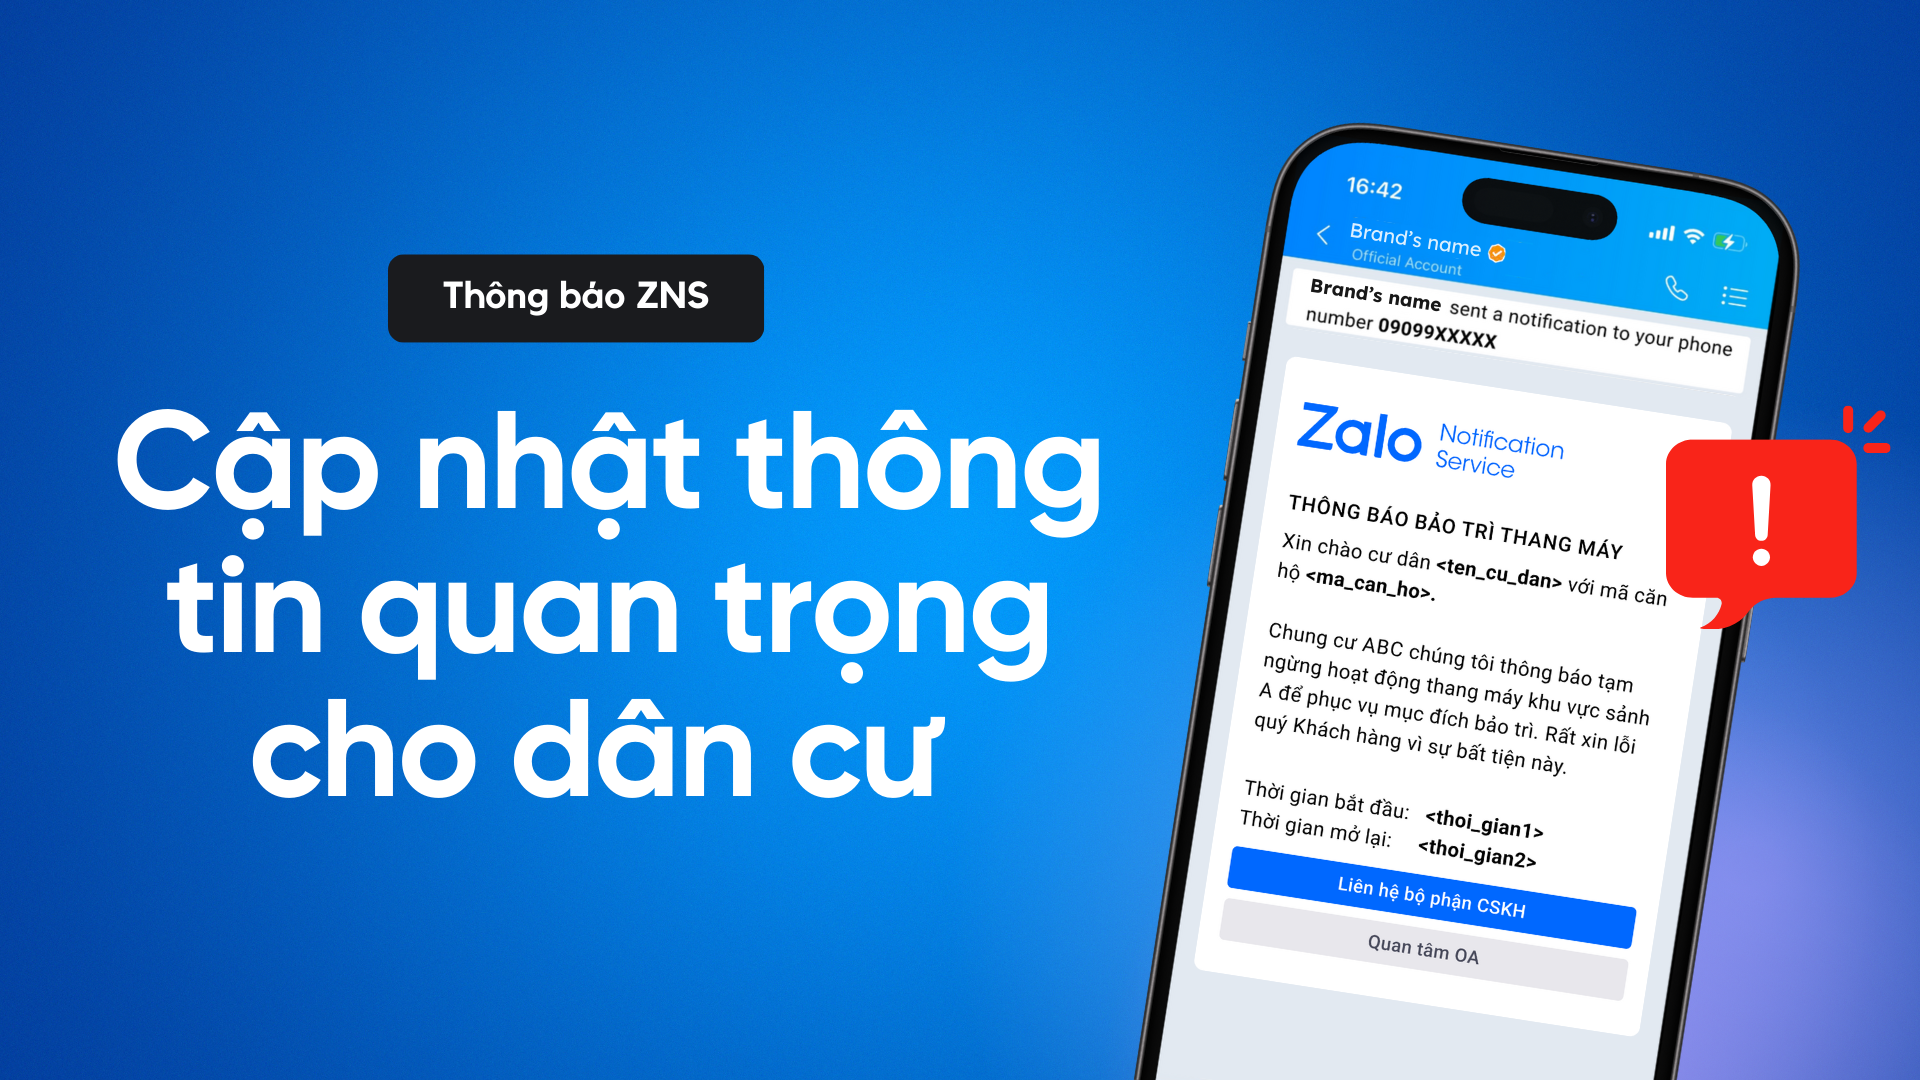 Thông báo ZNS
Cập nhật thông
tin quan trọng
cho dân cư
16:42
Brand's name
Official Account
Brand's name sent a notification to your phone
number 09099XXXXX
Zalo Notification
Service
THÔNG BÁO BẢO TRÌ THANG MÁY
Xin chào cư dân <ten_cu_dan> với mã căn
hộ <ma_can_ho>.
Chung cư ABC chúng tôi thông báo tạm
ngừng hoạt động thang máy khu vực sảnh
A để phục vụ mục đích bảo trì. Rất xin lỗi
quý Khách hàng vì sự bất tiện này.
Thời gian bắt đầu: <thoi_gian1>
Thời gian mở lại: <thoi_gian2>
Liên hệ bộ phận CSKH
Quan tâm OA
!